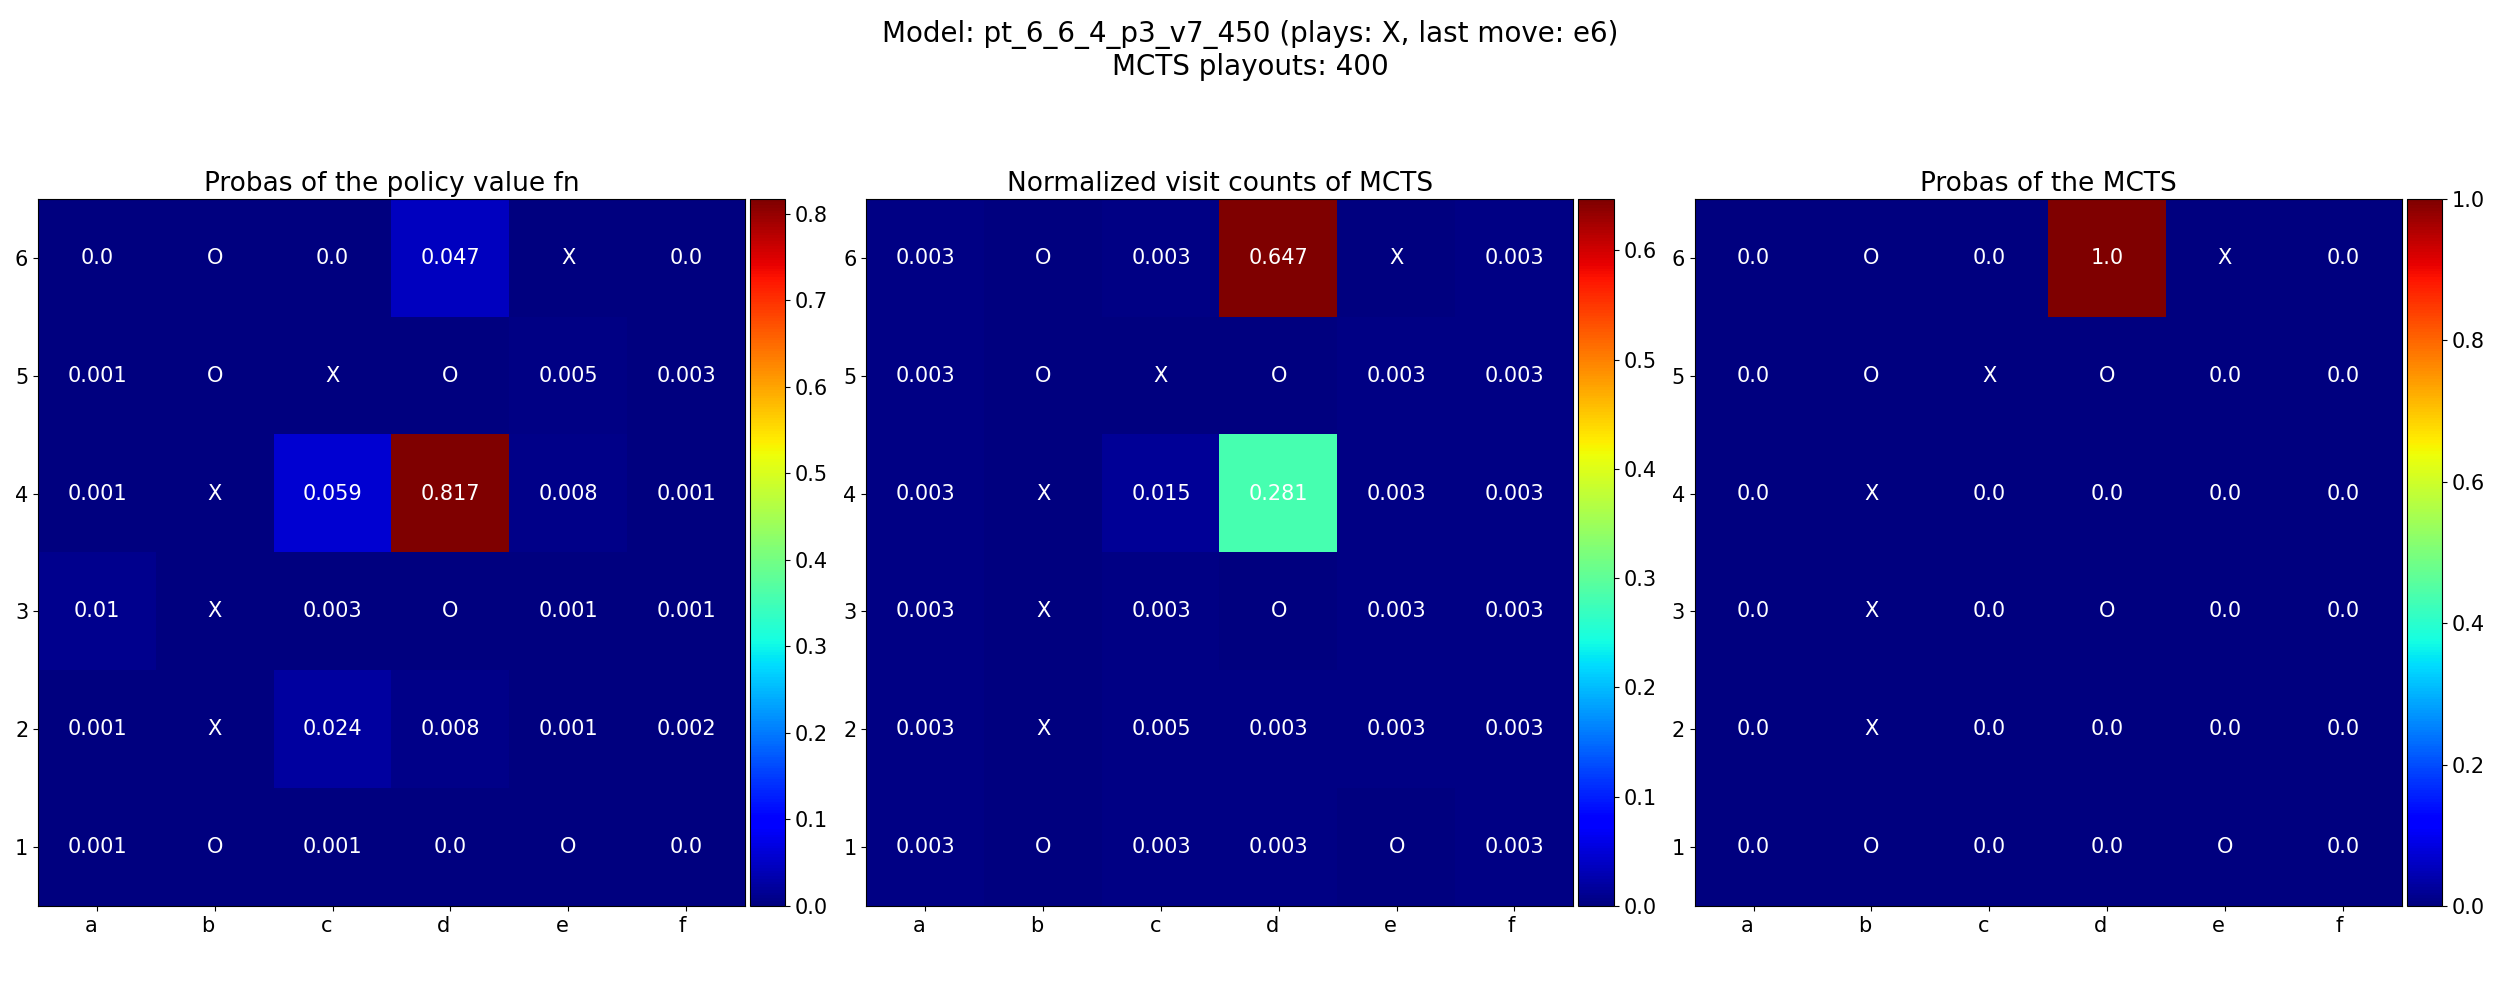 Model: pt_6_6_4_p3_v7_450 (plays: X, last move: e6)
MCTS playouts: 400
Probas of the policy value fn
6 0.0 O 0.0 0.047 X 0.0
5 0.001 O X O 0.005 0.003
4 0.001 X 0.059 0.817 0.008 0.001
3 0.01 X 0.003 O 0.001 0.001
2 0.001 X 0.024 0.008 0.001 0.002
1 0.001 O 0.001 0.0 O 0.0
a b c d e f
0.8
0.7
0.6
0.5
0.4
0.3
0.2
0.1
0.0
Normalized visit counts of MCTS
6 0.003 O 0.003 0.647 X 0.003
5 0.003 O X O 0.003 0.003
4 0.003 X 0.015 0.281 0.003 0.003
3 0.003 X 0.003 O 0.003 0.003
2 0.003 X 0.005 0.003 0.003 0.003
1 0.003 O 0.003 0.003 O 0.003
a b c d e f
0.6
0.5
0.4
0.3
0.2
0.1
0.0
Probas of the MCTS
6 0.0 O 0.0 1.0 X 0.0
5 0.0 O X O 0.0 0.0
4 0.0 X 0.0 0.0 0.0 0.0
3 0.0 X 0.0 O 0.0 0.0
2 0.0 X 0.0 0.0 0.0 0.0
1 0.0 O 0.0 0.0 O 0.0
a b c d e f
1.0
0.8
0.6
0.4
0.2
0.0